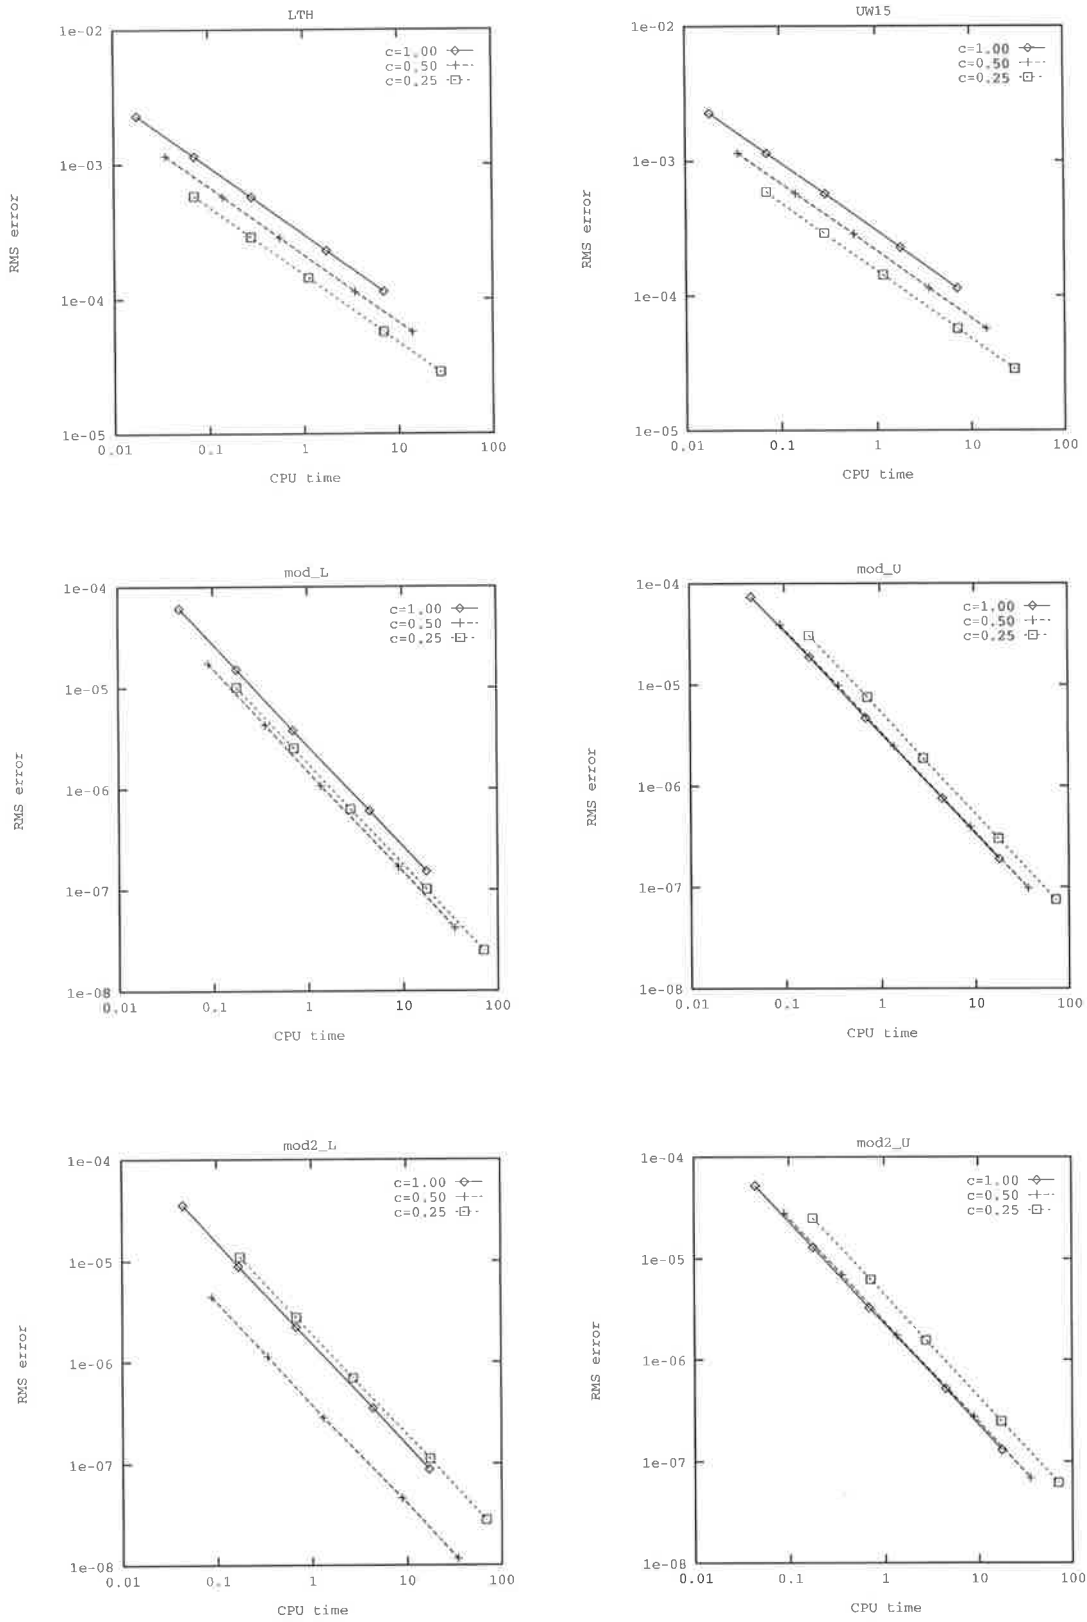 LTH
1e-02
1e-03
1e-04
1e-05
RMS error
c=1.00
c=0.50
c=0.25
0.01 0.1 1 10 100
CPU time
UW15
1e-02
1e-03
1e-04
1e-05
RMS error
c=1.00
c=0.50
c=0.25
0.01 0.1 1 10 100
CPU time
mod_L
1e-04
1e-05
1e-06
1e-07
1e-08
RMS error
c=1.00
c=0.50
c=0.25
0.01 0.1 1 10 100
CPU time
mod_U
1e-04
1e-05
1e-06
1e-07
1e-08
RMS error
c=1.00
c=0.50
c=0.25
0.01 0.1 1 10 100
CPU time
mod2_L
1e-04
1e-05
1e-06
1e-07
1e-08
RMS error
c=1.00
c=0.50
c=0.25
0.01 0.1 1 10 100
CPU time
mod2_U
1e-04
1e-05
1e-06
1e-07
1e-08
RMS error
c=1.00
c=0.50
c=0.25
0.01 0.1 1 10 100
CPU time